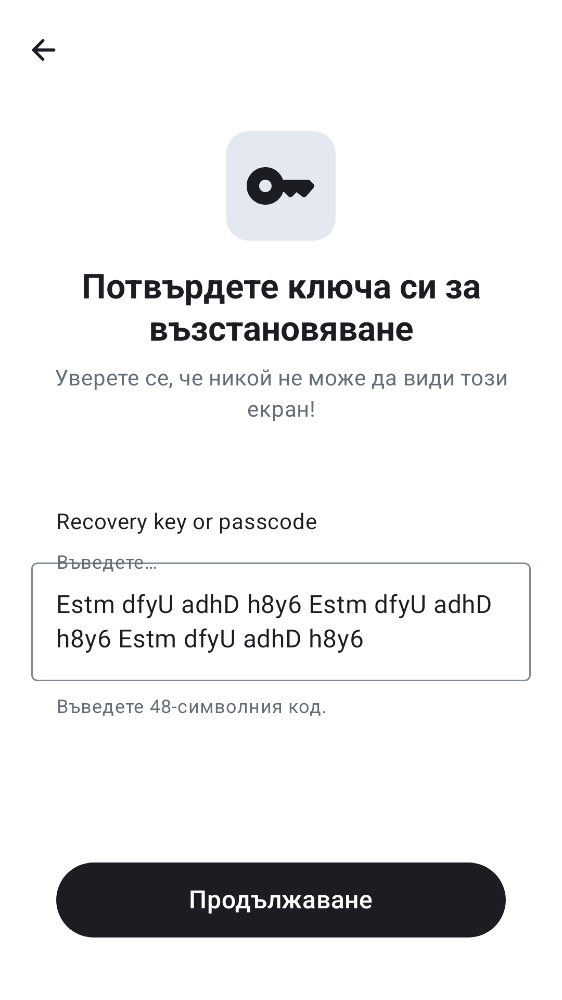 Потвърдете ключа си за
възстановяване
Уверете се, че никой не може да види този
екран!
Recovery key or passcode
Въведете…
Estm dfyU adhD h8y6 Estm dfyU adhD
h8y6 Estm dfyU adhD h8y6
Въведете 48-символния код.
Продължаване